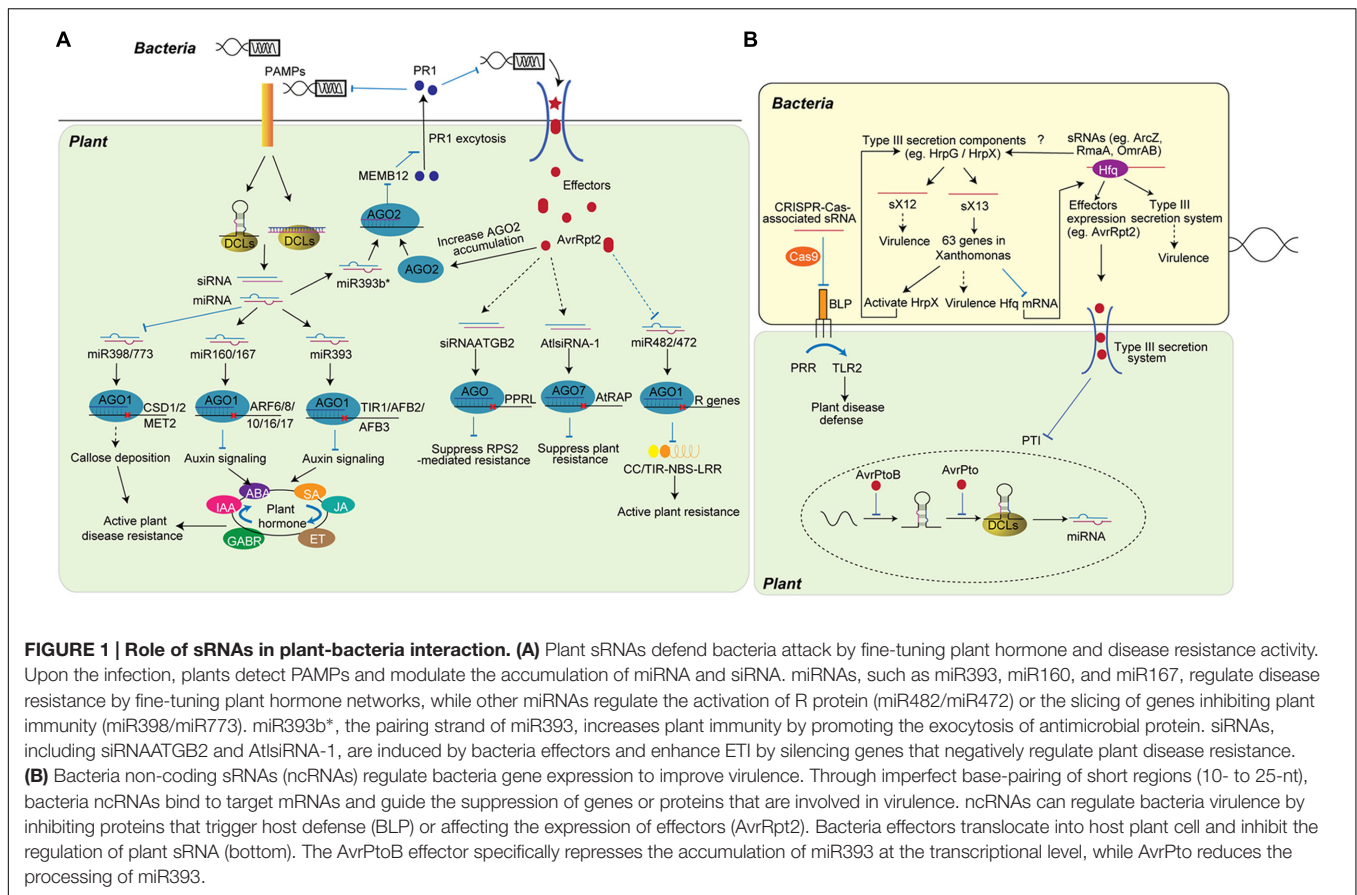 A
Bacteria
PAMPs
PR1
Plant
PR1 excytosis
MEMB12
AGO2
DCLs
DCLs
siRNA
miRNA
miR393b*
AGO2
Increase AGO2
accumulation
Effectors
AvrRpt2
miR398/773
miR160/167
miR393
siRNAATGB2
AtlsiRNA-1
miR482/472
AGO1
CSD1/2
MET2
AGO1
ARF6/8/
10/16/17
AGO1
TIR1/AFB2/
AFB3
AGO
PPRL
AGO7
AtRAP
AGO1
R genes
Callose deposition
Auxin signaling
Auxin signaling
Suppress RPS2
-mediated resistance
Suppress plant
resistance
CC/TIR-NBS-LRR
Active plant resistance
ABA
SA
IAA
JA
Plant
hormone
GABR
ET
Active plant
disease resistance
B
Bacteria
Type III secretion components
(eg. HrpG / HrpX)
?
sRNAs (eg. ArcZ,
RmaA, OmrAB)
Hfq
CRISPR-Cas-
associated sRNA
Cas9
BLP
sX12
sX13
Virulence
63 genes in
Xanthomonas
Activate HrpX
Virulence
Hfq mRNA
Effectors
expression
(eg. AvrRpt2)
Type III
secretion system
Virulence
PRR
TLR2
Plant disease
defense
Type III secretion
system
PTI
AvrPtoB
AvrPto
DCLs
miRNA
Plant
FIGURE 1 | Role of sRNAs in plant-bacteria interaction. (A) Plant sRNAs defend bacteria attack by fine-tuning plant hormone and disease resistance activity.
Upon the infection, plants detect PAMPs and modulate the accumulation of miRNA and siRNA. miRNAs, such as miR393, miR160, and miR167, regulate disease
resistance by fine-tuning plant hormone networks, while other miRNAs regulate the activation of R protein (miR482/miR472) or the slicing of genes inhibiting plant
immunity (miR398/miR773). miR393b*, the pairing strand of miR393, increases plant immunity by promoting the exocytosis of antimicrobial protein. siRNAs,
including siRNAATGB2 and AtlsiRNA-1, are induced by bacteria effectors and enhance ETI by silencing genes that negatively regulate plant disease resistance.
(B) Bacteria non-coding sRNAs (ncRNAs) regulate bacteria gene expression to improve virulence. Through imperfect base-pairing of short regions (10- to 25-nt),
bacteria ncRNAs bind to target mRNAs and guide the suppression of genes or proteins that are involved in virulence. ncRNAs can regulate bacteria virulence by
inhibiting proteins that trigger host defense (BLP) or affecting the expression of effectors (AvrRpt2). Bacteria effectors translocate into host plant cell and inhibit the
regulation of plant sRNA (bottom). The AvrPtoB effector specifically represses the accumulation of miR393 at the transcriptional level, while AvrPto reduces the
processing of miR393.